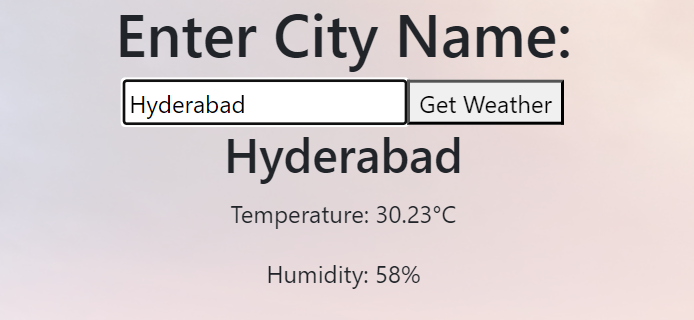 Enter City Name:
Hyderabad Get Weather
Hyderabad
Temperature: 30.23°C
Humidity: 58%